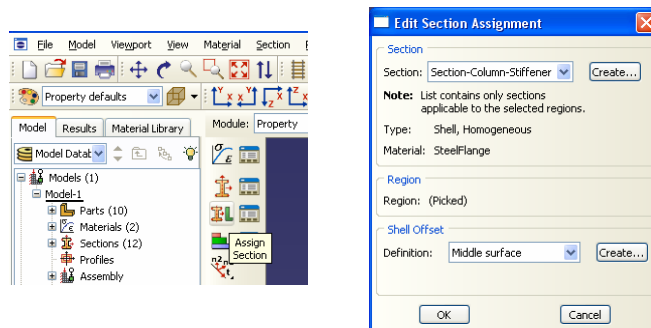 File Model Viewport View Material Section
Property defaults
Model Results Material Library
Module: Property
Model Datab
Models (1)
Model-1
Parts (10)
Materials (2)
Sections (12)
Profiles
Assembly
Assign
Section
Edit Section Assignment
Section
Section: Section-Column-Stiffener Create...
Note: List contains only sections
applicable to the selected regions.
Type: Shell, Homogeneous
Material: SteelFlange
Region
Region: (Picked)
Shell Offset
Definition: Middle surface Create...
OK Cancel